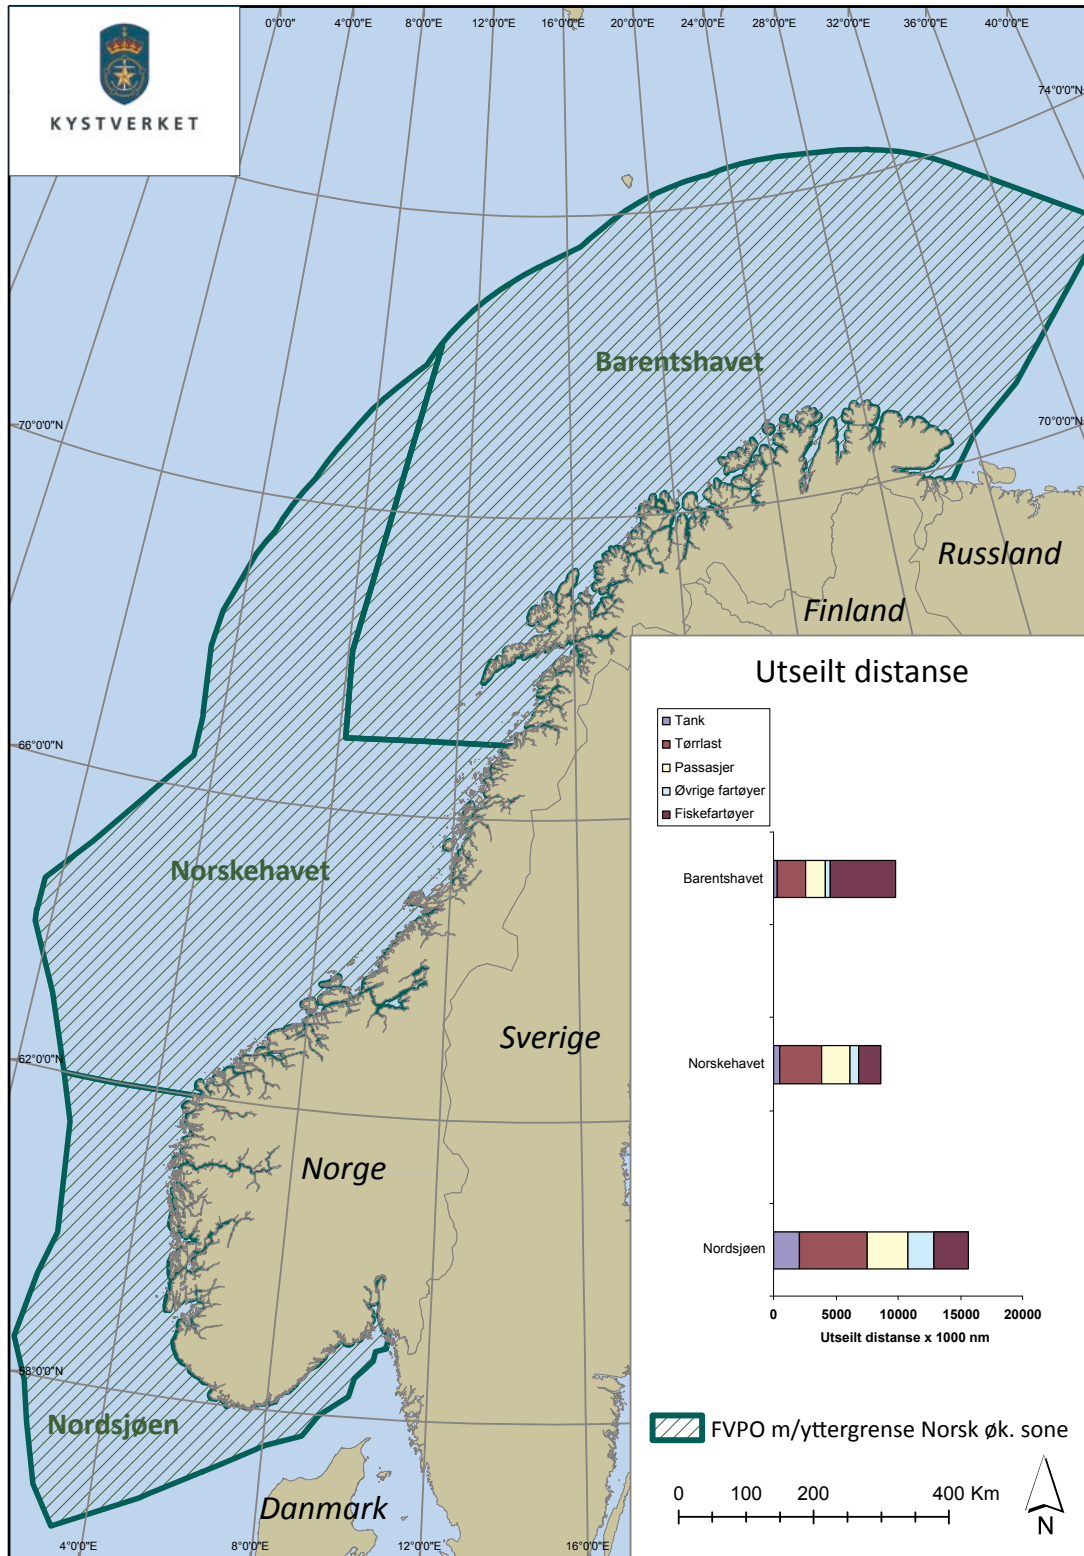 0°0'0"
4°0'0"E
8°0'0"E
12°0'0"E
16°0'0"E
20°0'0"E
24°0'0"E
28°0'0"E
32°0'0"E
36°0'0"E
40°0'0"E
KYSTVERKET
74°0'0"N
Barentshavet
70°0'0"N
70°0'0"N
Russland
Finland
Utseilt distanse
Tank
Tørrlast
Passasjer
Øvrige fartøyer
Fiskefartøyer
66°0'0"N
Norskehavet
Barentshavet
Sverige
62°0'0"N
Norskehavet
Norge
Nordsjøen
0
5000
10000
15000
20000
Utseilt distanse x 1000 nm
58°0'0"N
Nordsjøen
FVPO m/yttergrense Norsk øk. sone
Danmark
0
100
200
400 Km
N
4°0'0"E
8°0'0"E
12°0'0"E
16°0'0"E